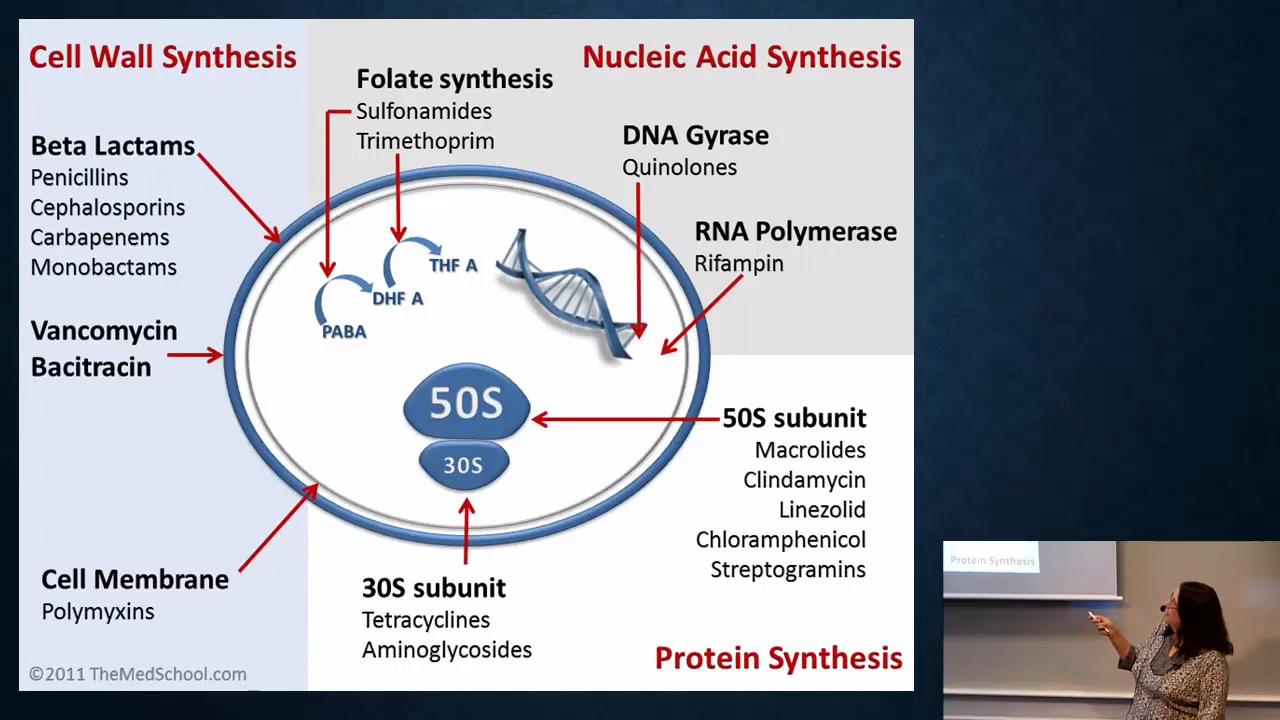 Cell Wall Synthesis
Nucleic Acid Synthesis
Folate synthesis
Sulfonamides
Trimethoprim
DNA Gyrase
Quinolones
Beta Lactams
Penicillins
Cephalosporins
Carbapenems
Monobactams
RNA Polymerase
Rifampin
THF A
DHF A
PABA
Vancomycin
Bacitracin
50S
30S
50S subunit
Macrolides
Clindamycin
Linezolid
Chloramphenicol
Streptogramins
Cell Membrane
Polymyxins
30S subunit
Tetracyclines
Aminoglycosides
Protein Synthesis
©2011 TheMedSchool.com
Protein Synthesis